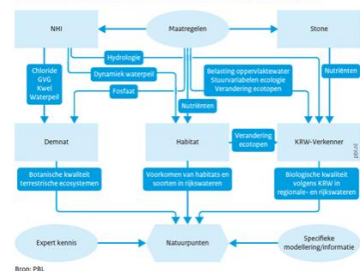 NHI
Maatregelen
Stone
Hydrologie
Chloride
GVG
Kwel
Waterpeil
Dynamiek waterpeil
Fosfaat
Belasting oppervlaktewater
Stuurvariabelen ecologie
Verandering ecotopen
Nutriënten
Nutriënten
Demnat
Habitat
Verandering
ecotopen
KRW-Verkenner
pbl.nl
Botanische kwaliteit
terrestrische ecosystemen
Voorkomen van habitats en
soorten in rijkswateren
Biologische kwaliteit
volgens KRW in
regionale- en rijkswateren
Expert kennis
Natuurpunten
Specifieke
modellering/informatie
Bron: PBL